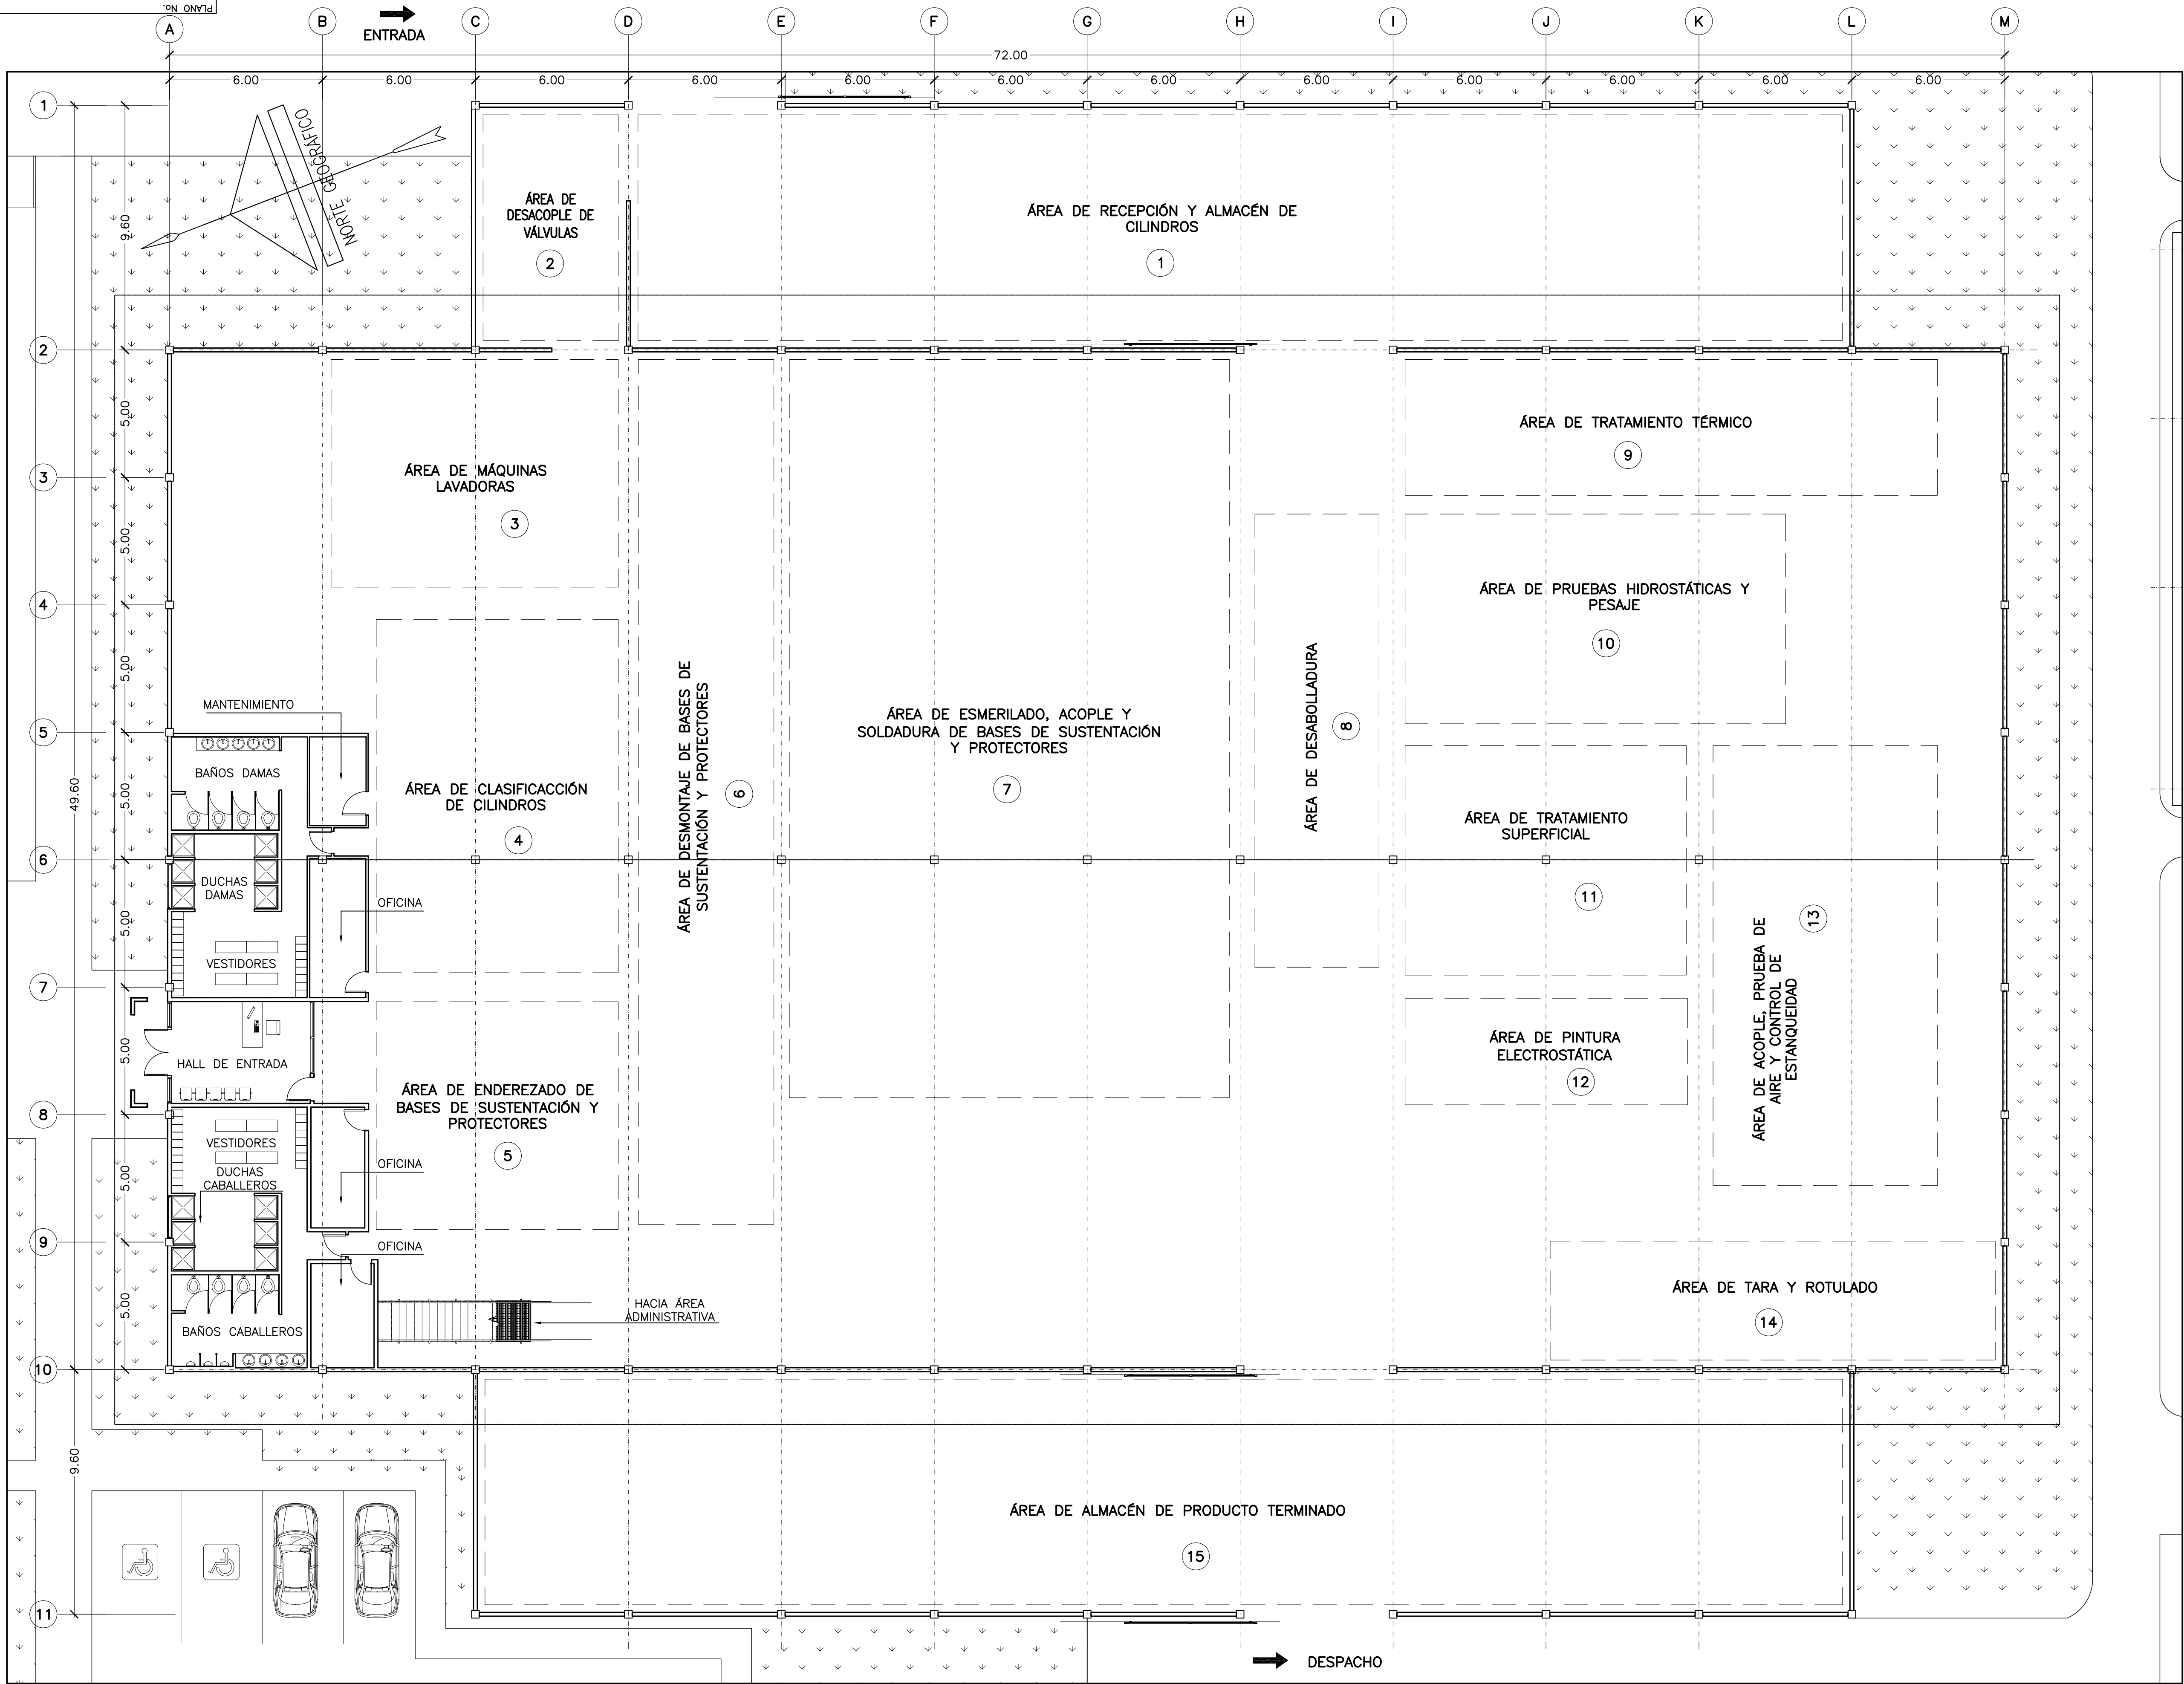 PLANO No.
ENTRADA
A
B
C
D
E
F
G
H
I
J
K
L
M
72.00
6.00
6.00
6.00
6.00
6.00
6.00
6.00
6.00
6.00
6.00
6.00
6.00
1
2
3
4
5
6
7
8
9
10
11
9.60
5.00
5.00
5.00
5.00
5.00
5.00
5.00
5.00
49.60
9.60
NORTE GEOGRÁFICO
ÁREA DE
DESACOPLE DE
VÁLVULAS
2
ÁREA DE RECEPCIÓN Y ALMACÉN DE
CILINDROS
1
ÁREA DE MÁQUINAS
LAVADORAS
3
ÁREA DE TRATAMIENTO TÉRMICO
9
ÁREA DE PRUEBAS HIDROSTÁTICAS Y
PESAJE
10
MANTENIMIENTO
BAÑOS DAMAS
ÁREA DE CLASIFICACCIÓN
DE CILINDROS
4
ÁREA DE DESMONTAJE DE BASES DE
SUSTENTACIÓN Y PROTECTORES
6
ÁREA DE ESMERILADO, ACOPLE Y
SOLDADURA DE BASES DE SUSTENTACIÓN
Y PROTECTORES
7
ÁREA DE DESABOLLADURA
8
ÁREA DE TRATAMIENTO
SUPERFICIAL
11
DUCHAS
DAMAS
OFICINA
VESTIDORES
HALL DE ENTRADA
ÁREA DE ACOPLE, PRUEBA DE
AIRE Y CONTROL DE
ESTANQUEIDAD
13
ÁREA DE PINTURA
ELECTROSTÁTICA
12
ÁREA DE ENDEREZADO DE
BASES DE SUSTENTACIÓN Y
PROTECTORES
5
VESTIDORES
DUCHAS
CABALLEROS
OFICINA
OFICINA
BAÑOS CABALLEROS
HACIA ÁREA
ADMINISTRATIVA
ÁREA DE TARA Y ROTULADO
14
ÁREA DE ALMACÉN DE PRODUCTO TERMINADO
15
DESPACHO